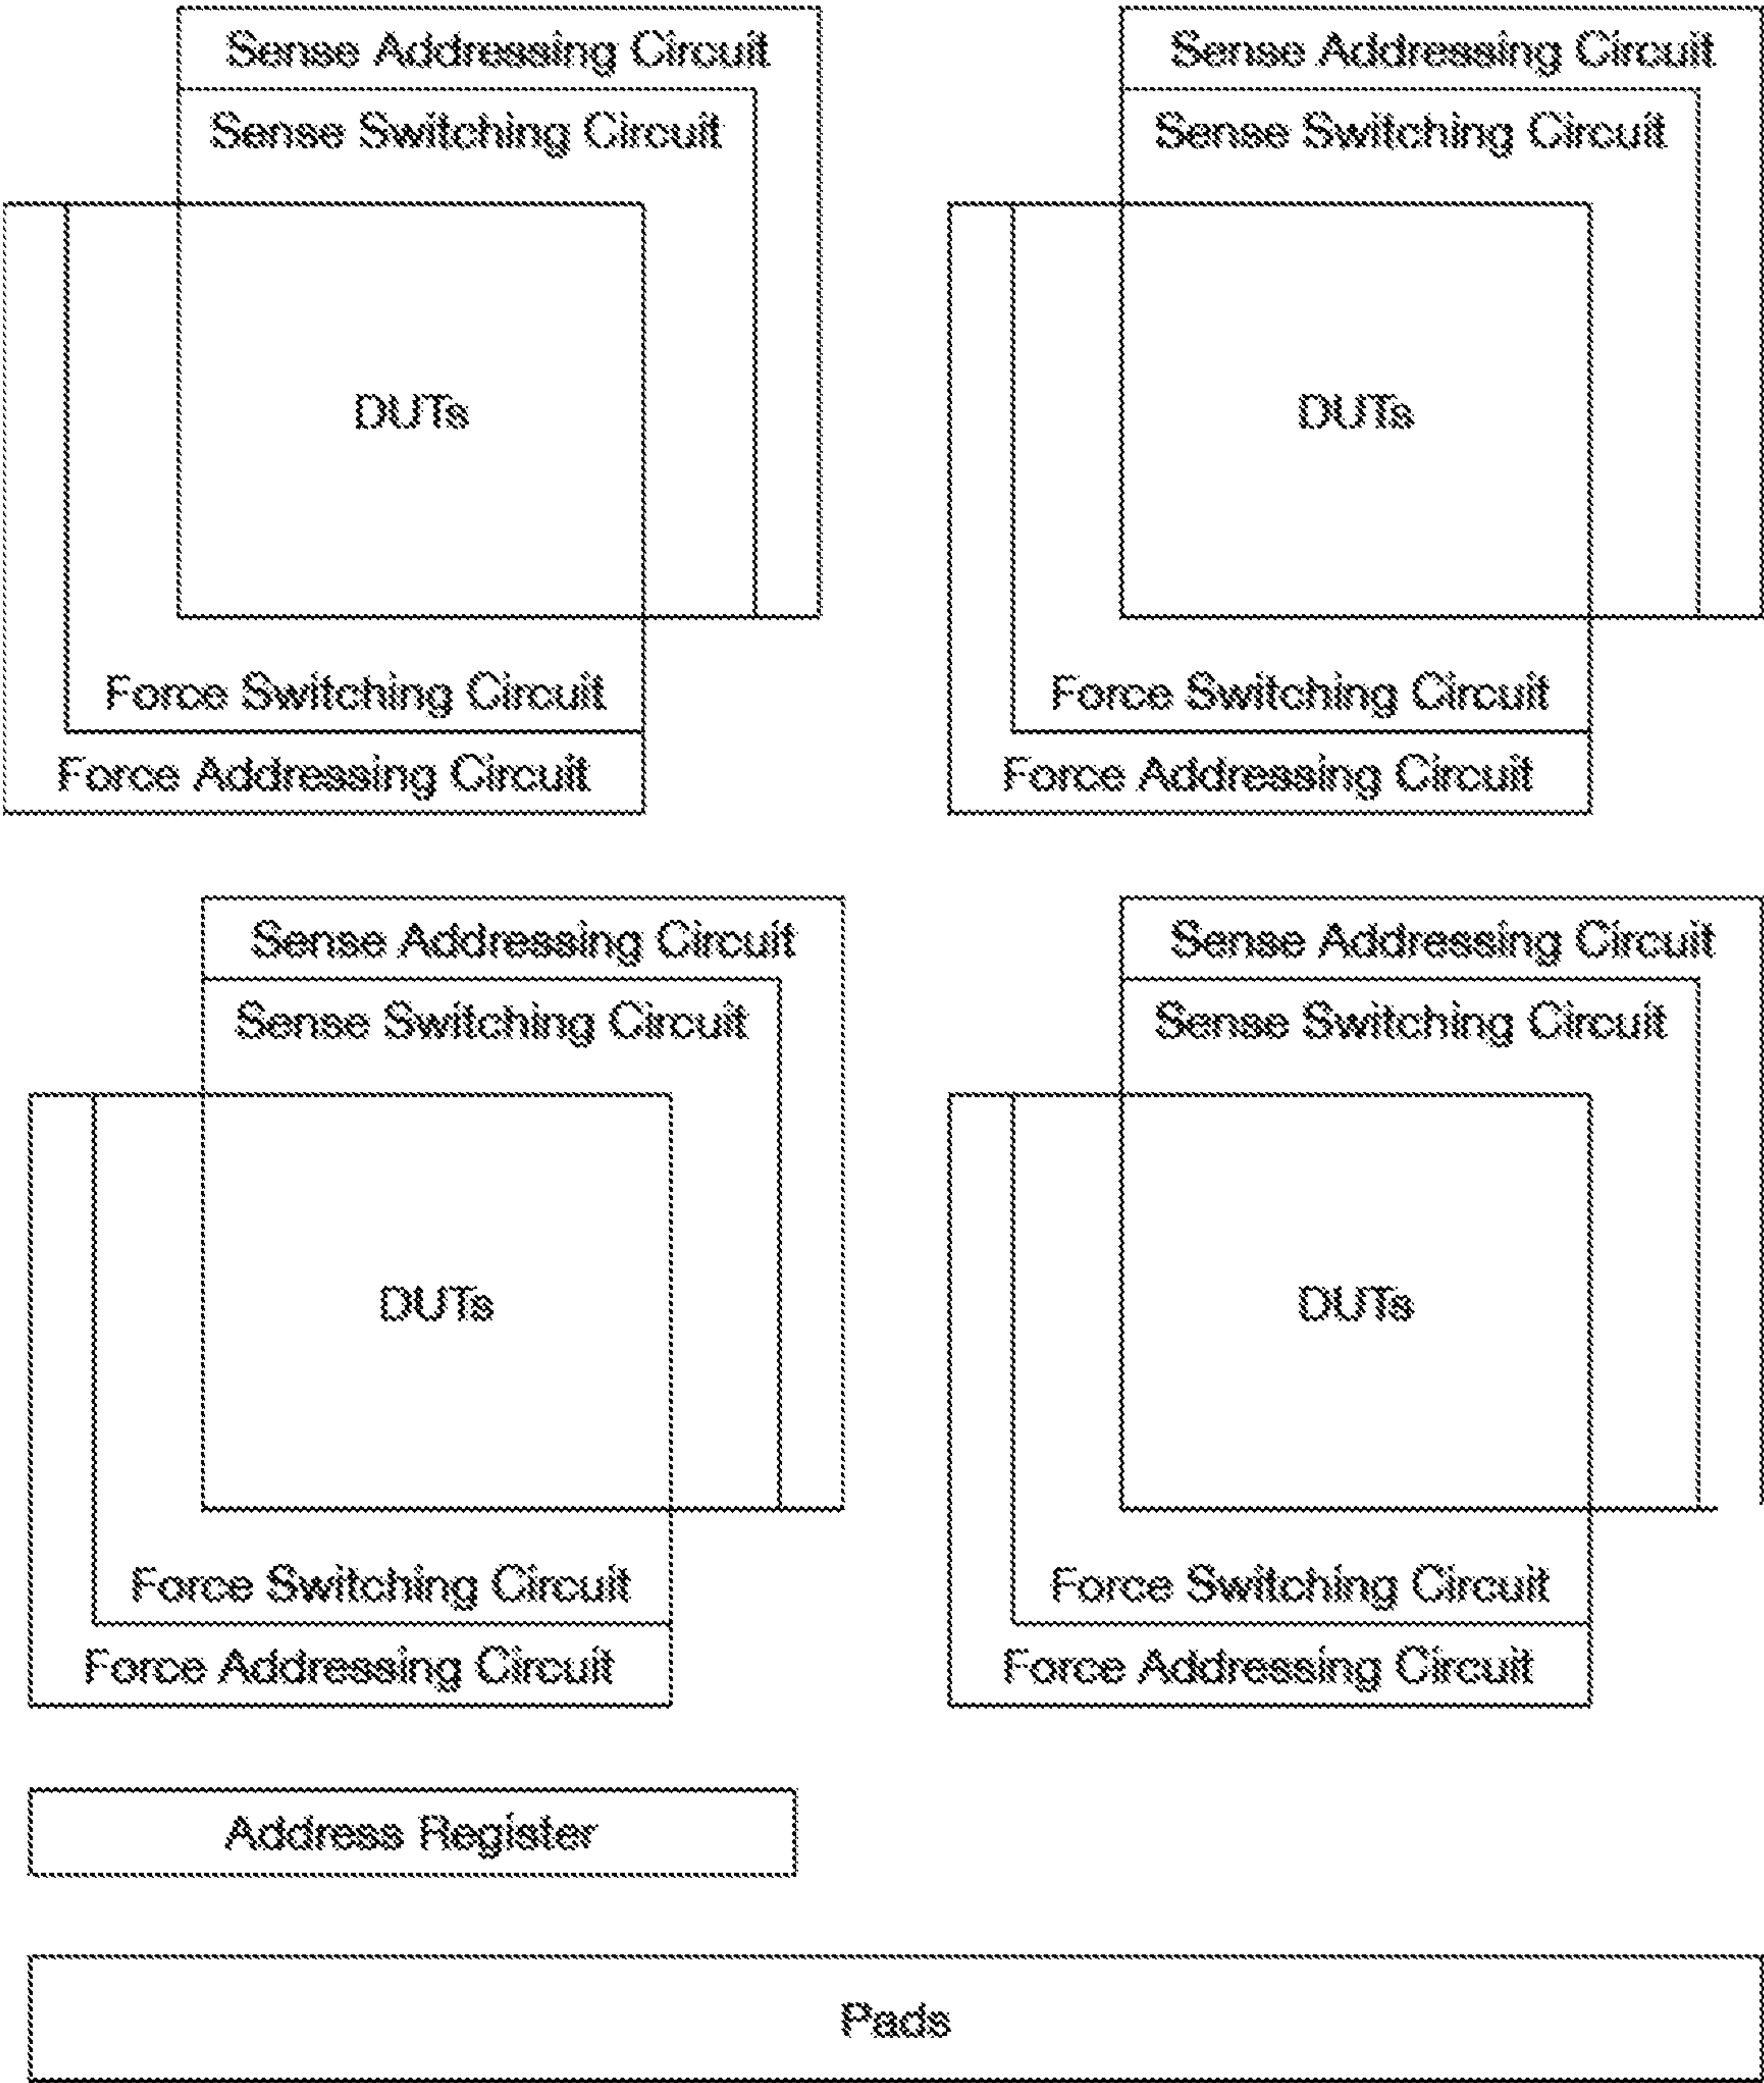 Sense Addressing Circuit
Sense Switching Circuit
DUTs
Force Switching Circuit
Force Addressing Circuit
Sense Addressing Circuit
Sense Switching Circuit
DUTs
Force Switching Circuit
Force Addressing Circuit
Sense Addressing Circuit
Sense Switching Circuit
DUTs
Force Switching Circuit
Force Addressing Circuit
Sense Addressing Circuit
Sense Switching Circuit
DUTs
Force Switching Circuit
Force Addressing Circuit
Address Register
Pads